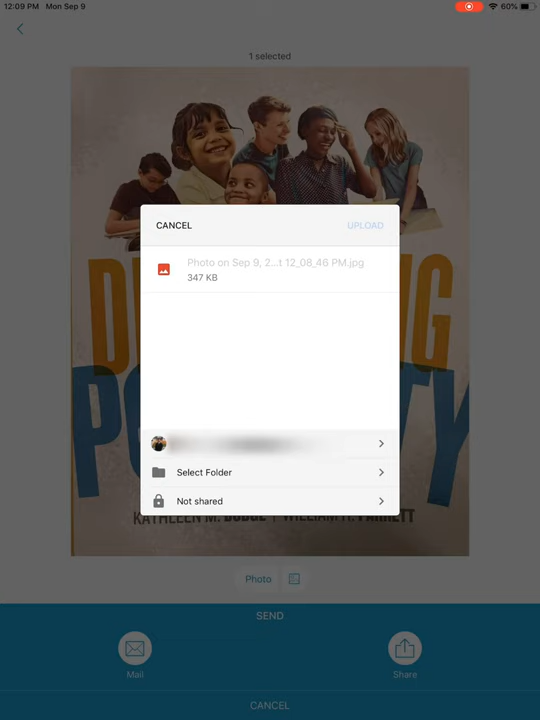 12:09 PM Mon Sep 9
60%
1 selected
CANCEL
UPLOAD
Photo on Sep 9, 2...t 12_08_46 PM.jpg
347 KB
Select Folder
Not shared
KATHLEEN M. BUDGE | WILLIAM H. PARRETT
Photo
SEND
Mail
Share
CANCEL